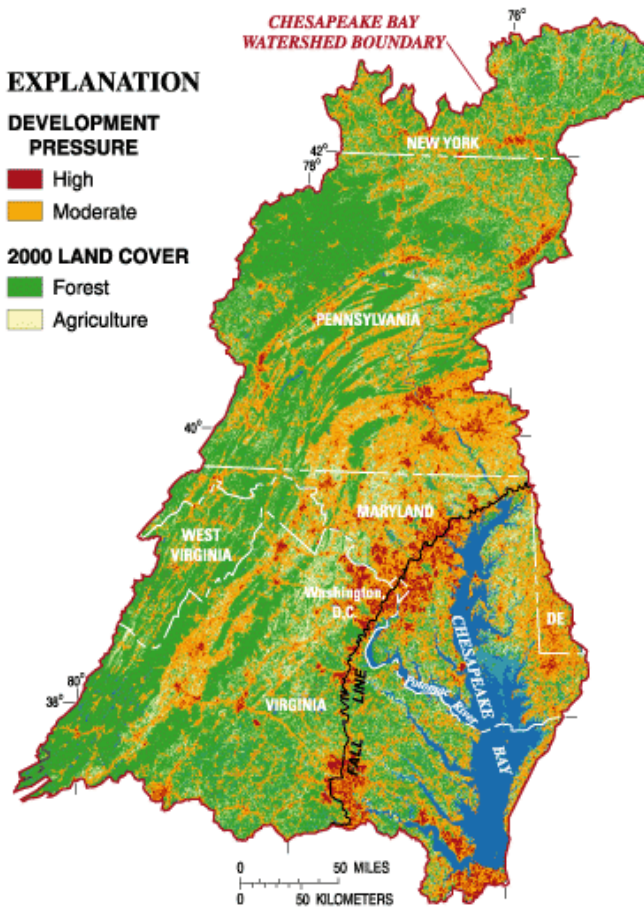 CHESAPEAKE BAY
WATERSHED BOUNDARY
76°
EXPLANATION
DEVELOPMENT
PRESSURE
High
Moderate
2000 LAND COVER
Forest
Agriculture
42°
78°
NEW YORK
PENNSYLVANIA
40°
MARYLAND
WEST
VIRGINIA
Washington,
D.C.
DE
CHESAPEAKE
BAY
Potomac River
80°
38°
VIRGINIA
FALL LINE
0 50 MILES
0 50 KILOMETERS